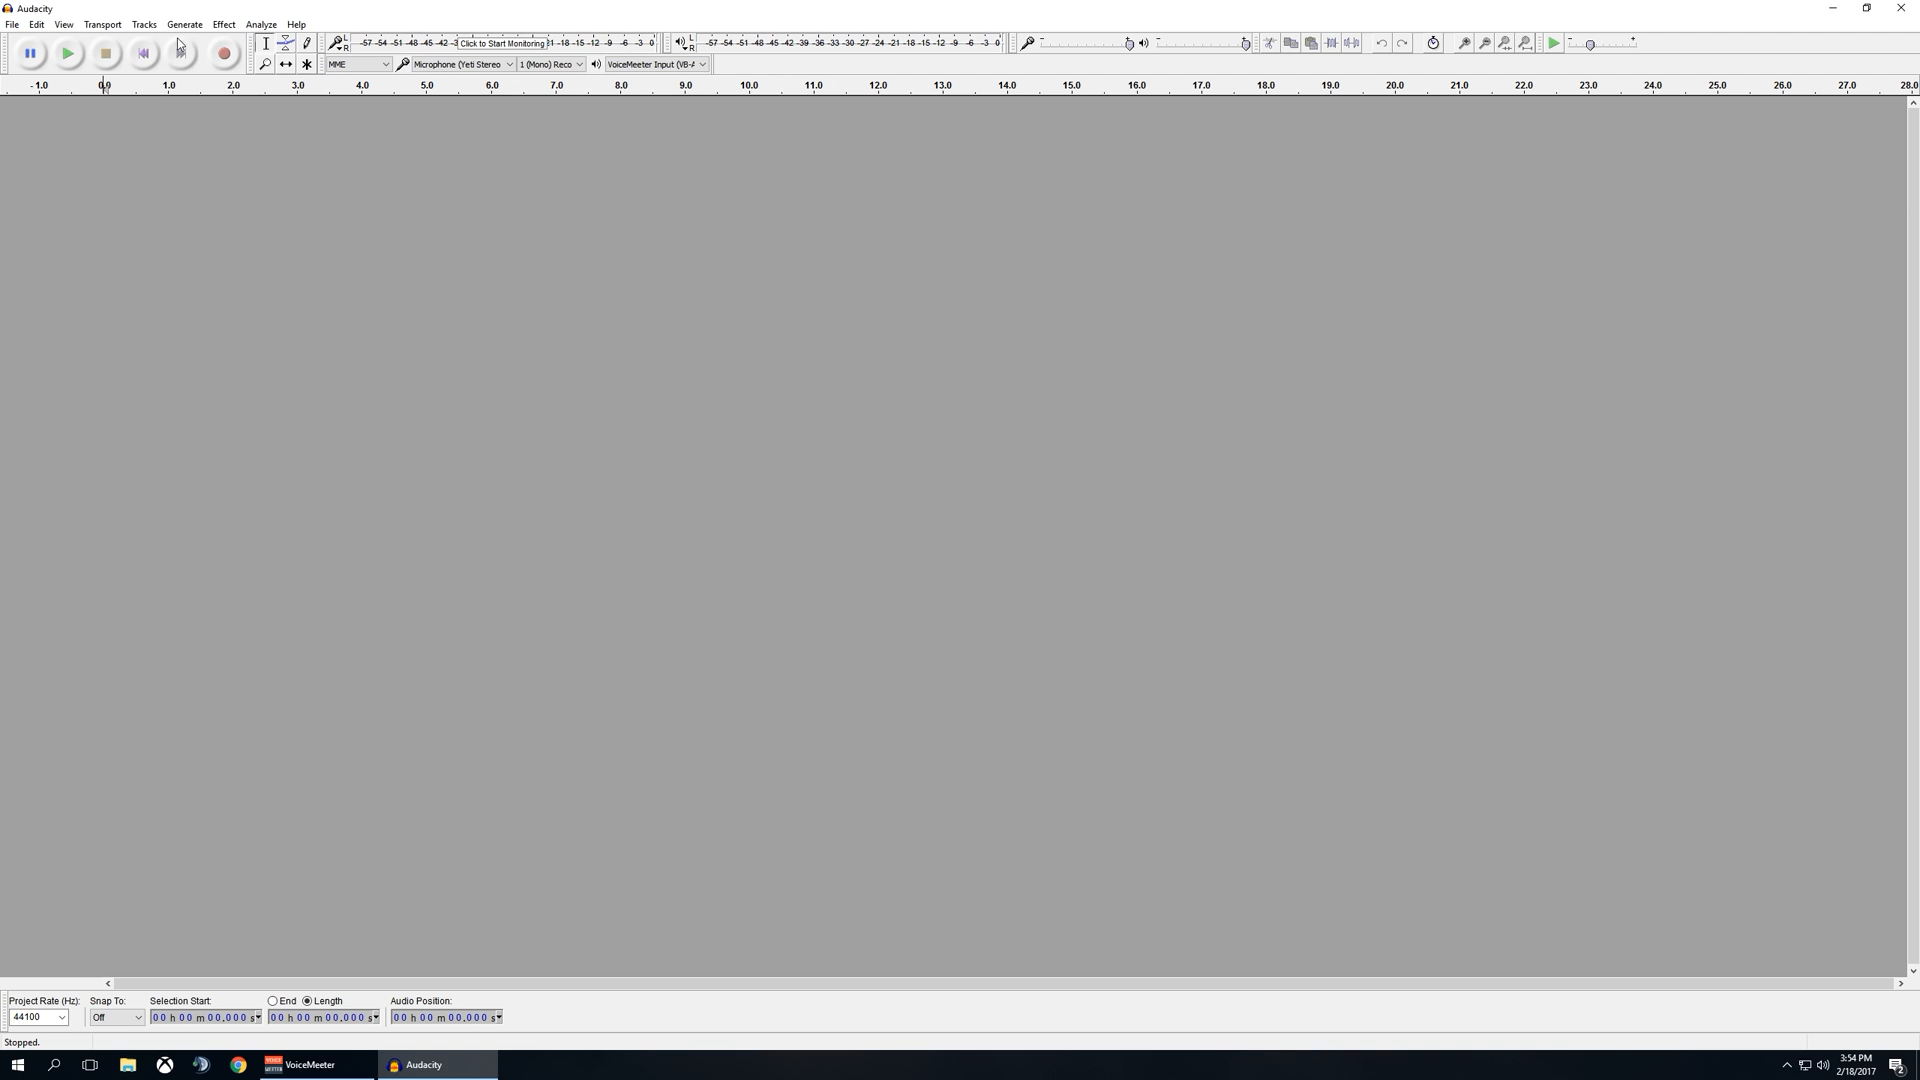 Audacity
File Edit View Transport Tracks Generate Effect Analyze Help
L R -57 -54 -51 -48 -45 -42 -3 Click to Start Monitoring 1 -18 -15 -12 -9 -6 -3 0 L R -57 -54 -51 -48 -45 -42 -39 -36 -33 -30 -27 -24 -21 -18 -15 -12 -9 -6 -3 0 - + - + - +
MME Microphone (Yeti Stereo 1 (Mono) Reco VoiceMeeter Input (VB-A
-1.0 0.0 1.0 2.0 3.0 4.0 5.0 6.0 7.0 8.0 9.0 10.0 11.0 12.0 13.0 14.0 15.0 16.0 17.0 18.0 19.0 20.0 21.0 22.0 23.0 24.0 25.0 26.0 27.0 28.0
Project Rate (Hz): Snap To: Selection Start: End Length Audio Position:
44100 Off 00 h 00 m 00.000 s 00 h 00 m 00.000 s 00 h 00 m 00.000 s
Stopped.
VOICE MEETER VoiceMeeter Audacity 3:54 PM
2/18/2017 2